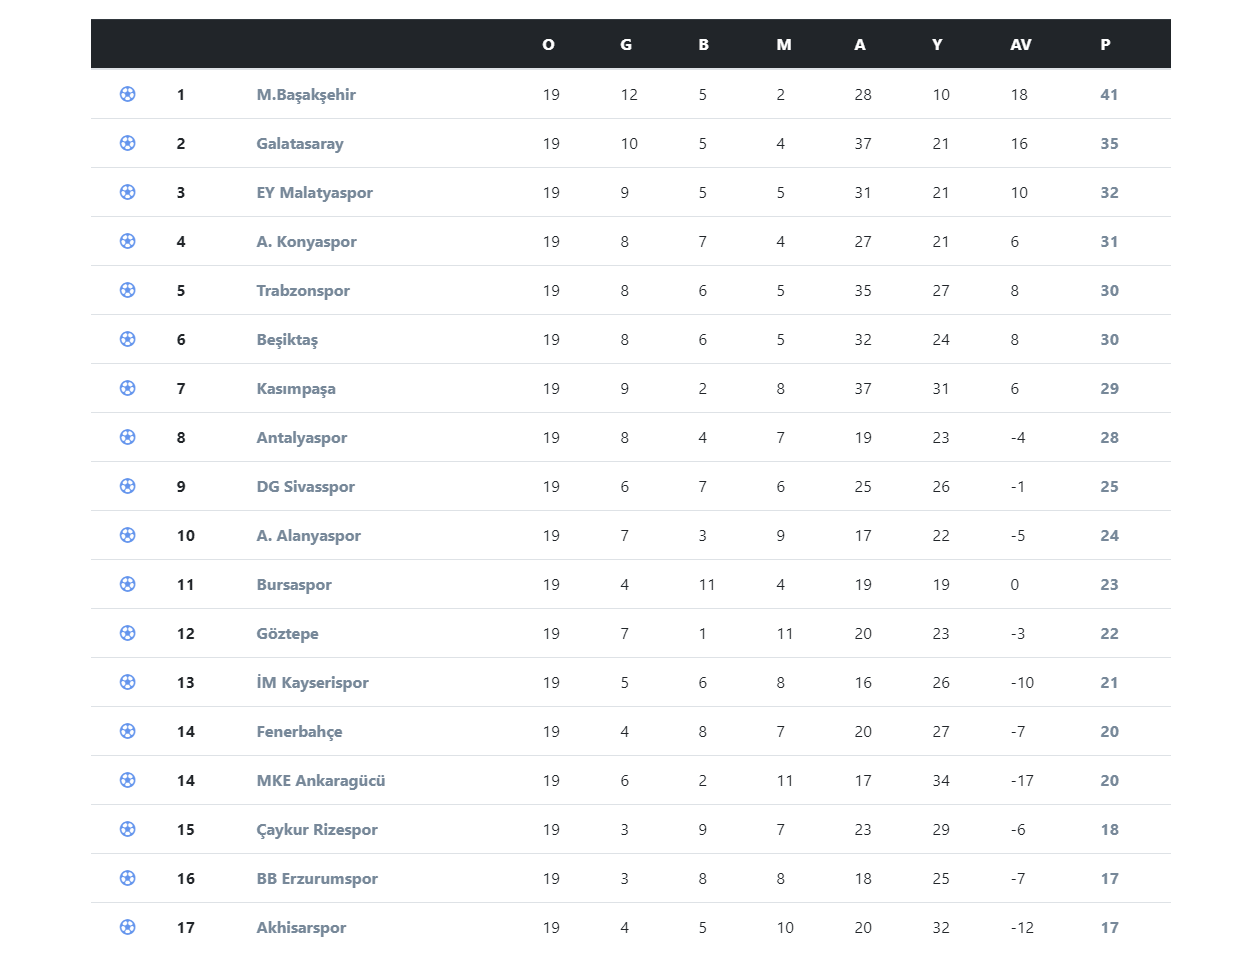 O G B M A Y AV P
1 M.Başakşehir 19 12 5 2 28 10 18 41
2 Galatasaray 19 10 5 4 37 21 16 35
3 EY Malatyaspor 19 9 5 5 31 21 10 32
4 A. Konyaspor 19 8 7 4 27 21 6 31
5 Trabzonspor 19 8 6 5 35 27 8 30
6 Beşiktaş 19 8 6 5 32 24 8 30
7 Kasımpaşa 19 9 2 8 37 31 6 29
8 Antalyaspor 19 8 4 7 19 23 -4 28
9 DG Sivasspor 19 6 7 6 25 26 -1 25
10 A. Alanyaspor 19 7 3 9 17 22 -5 24
11 Bursaspor 19 4 11 4 19 19 0 23
12 Göztepe 19 7 1 11 20 23 -3 22
13 İM Kayserispor 19 5 6 8 16 26 -10 21
14 Fenerbahçe 19 4 8 7 20 27 -7 20
14 MKE Ankaragücü 19 6 2 11 17 34 -17 20
15 Çaykur Rizespor 19 3 9 7 23 29 -6 18
16 BB Erzurumspor 19 3 8 8 18 25 -7 17
17 Akhisarspor 19 4 5 10 20 32 -12 17